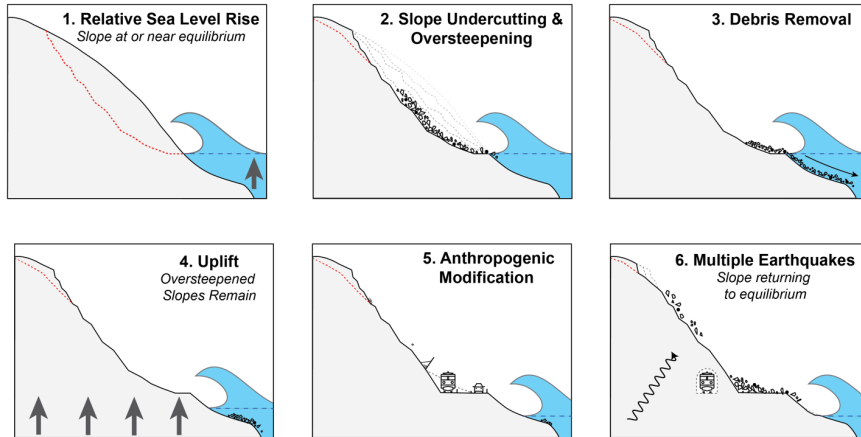 1. Relative Sea Level Rise
Slope at or near equilibrium
2. Slope Undercutting &
Oversteepening
3. Debris Removal
4. Uplift
Oversteepened
Slopes Remain
5. Anthropogenic
Modification
6. Multiple Earthquakes
Slope returning
to equilibrium